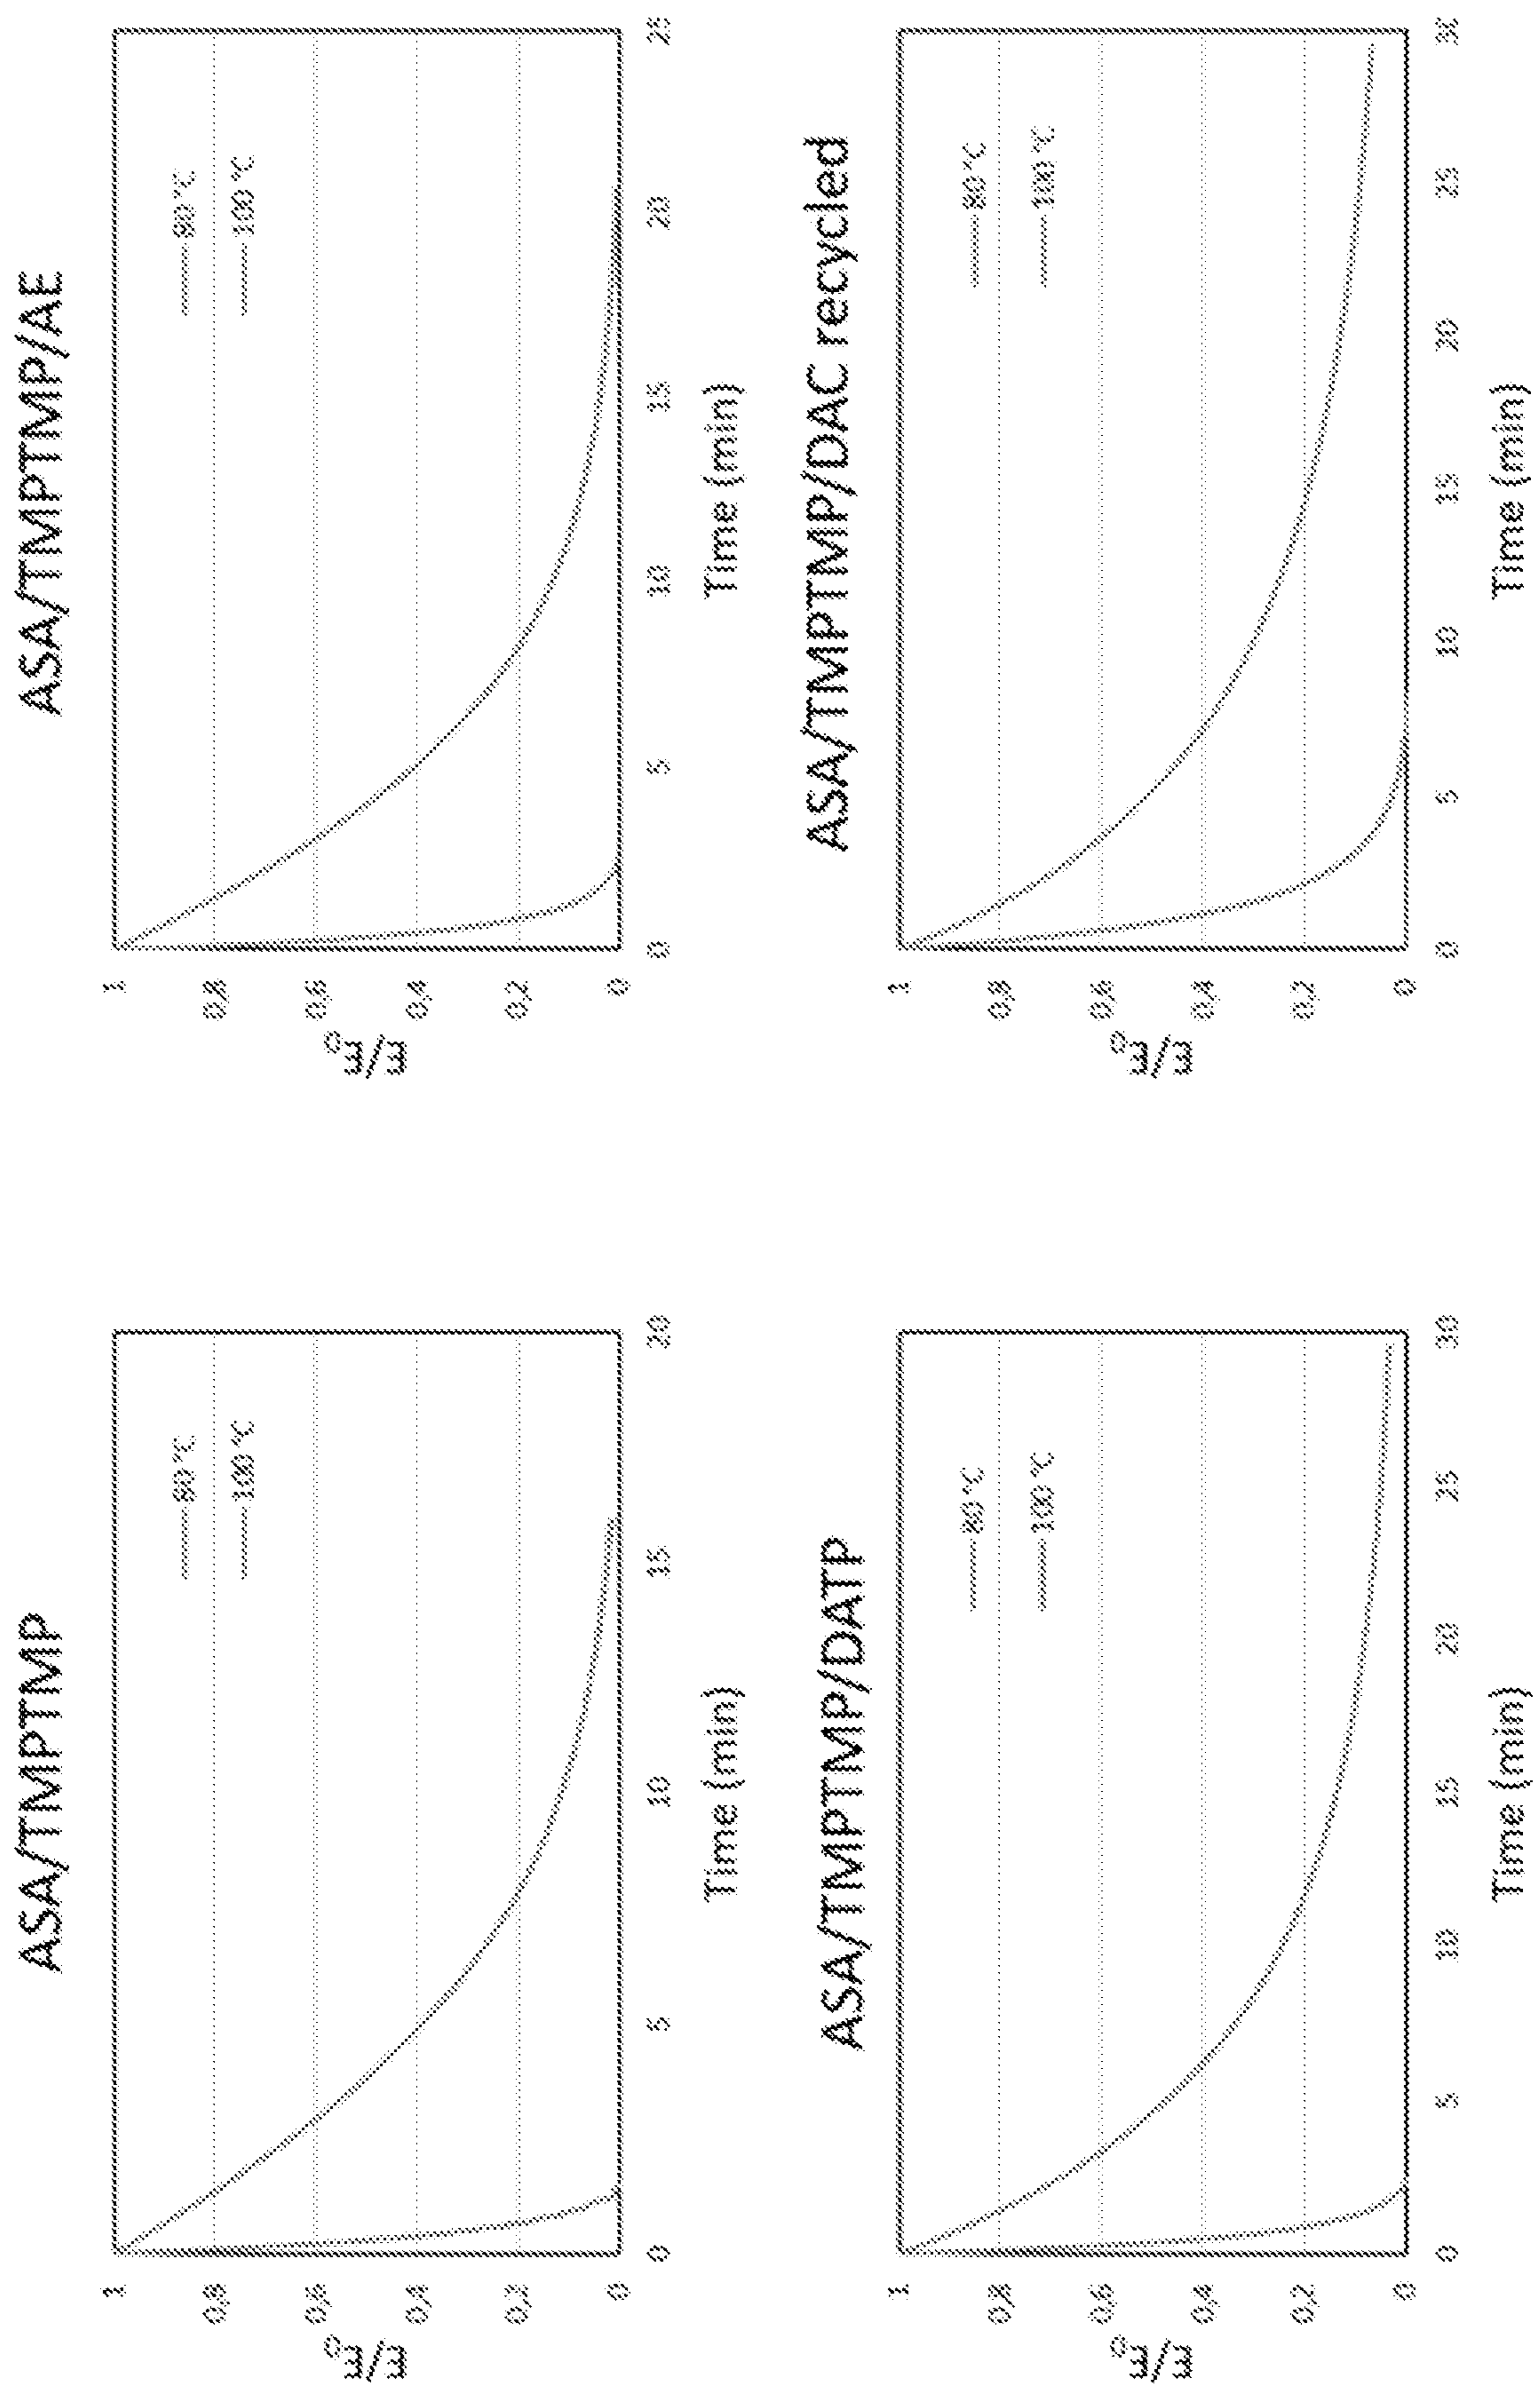 ASA/TMPTMP
E/E₀
1
0,8
0,6
0,4
0,2
0
80 °C
100 °C
0
5
10
15
20
Time (min)
ASA/TMPTMP/AE
E/E₀
1
0,8
0,6
0,4
0,2
0
80 °C
100 °C
0
5
10
15
20
25
Time (min)
ASA/TMPTMP/DATP
E/E₀
1
0,8
0,6
0,4
0,2
0
80 °C
100 °C
0
5
10
15
20
25
30
Time (min)
ASA/TMPTMP/DAC recycled
E/E₀
1
0,8
0,6
0,4
0,2
0
80 °C
100 °C
0
5
10
15
20
25
30
Time (min)